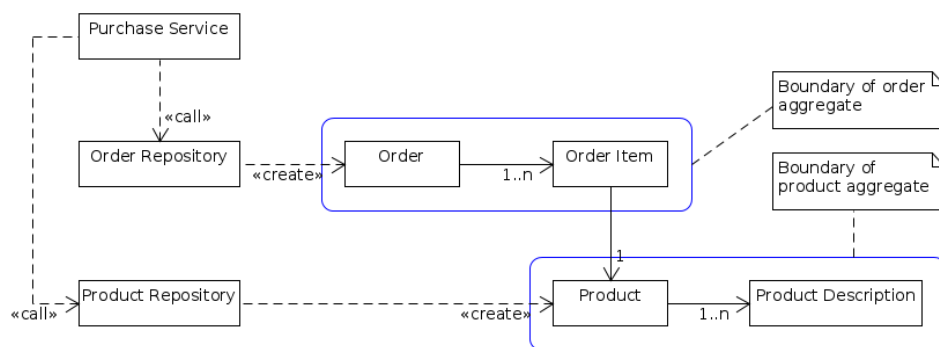 Purchase Service
«call»
Boundary of order
aggregate
Order Repository
«create»
Order
1..n
Order Item
Boundary of
product aggregate
1
Product Repository
«call»
«create»
Product
1..n
Product Description